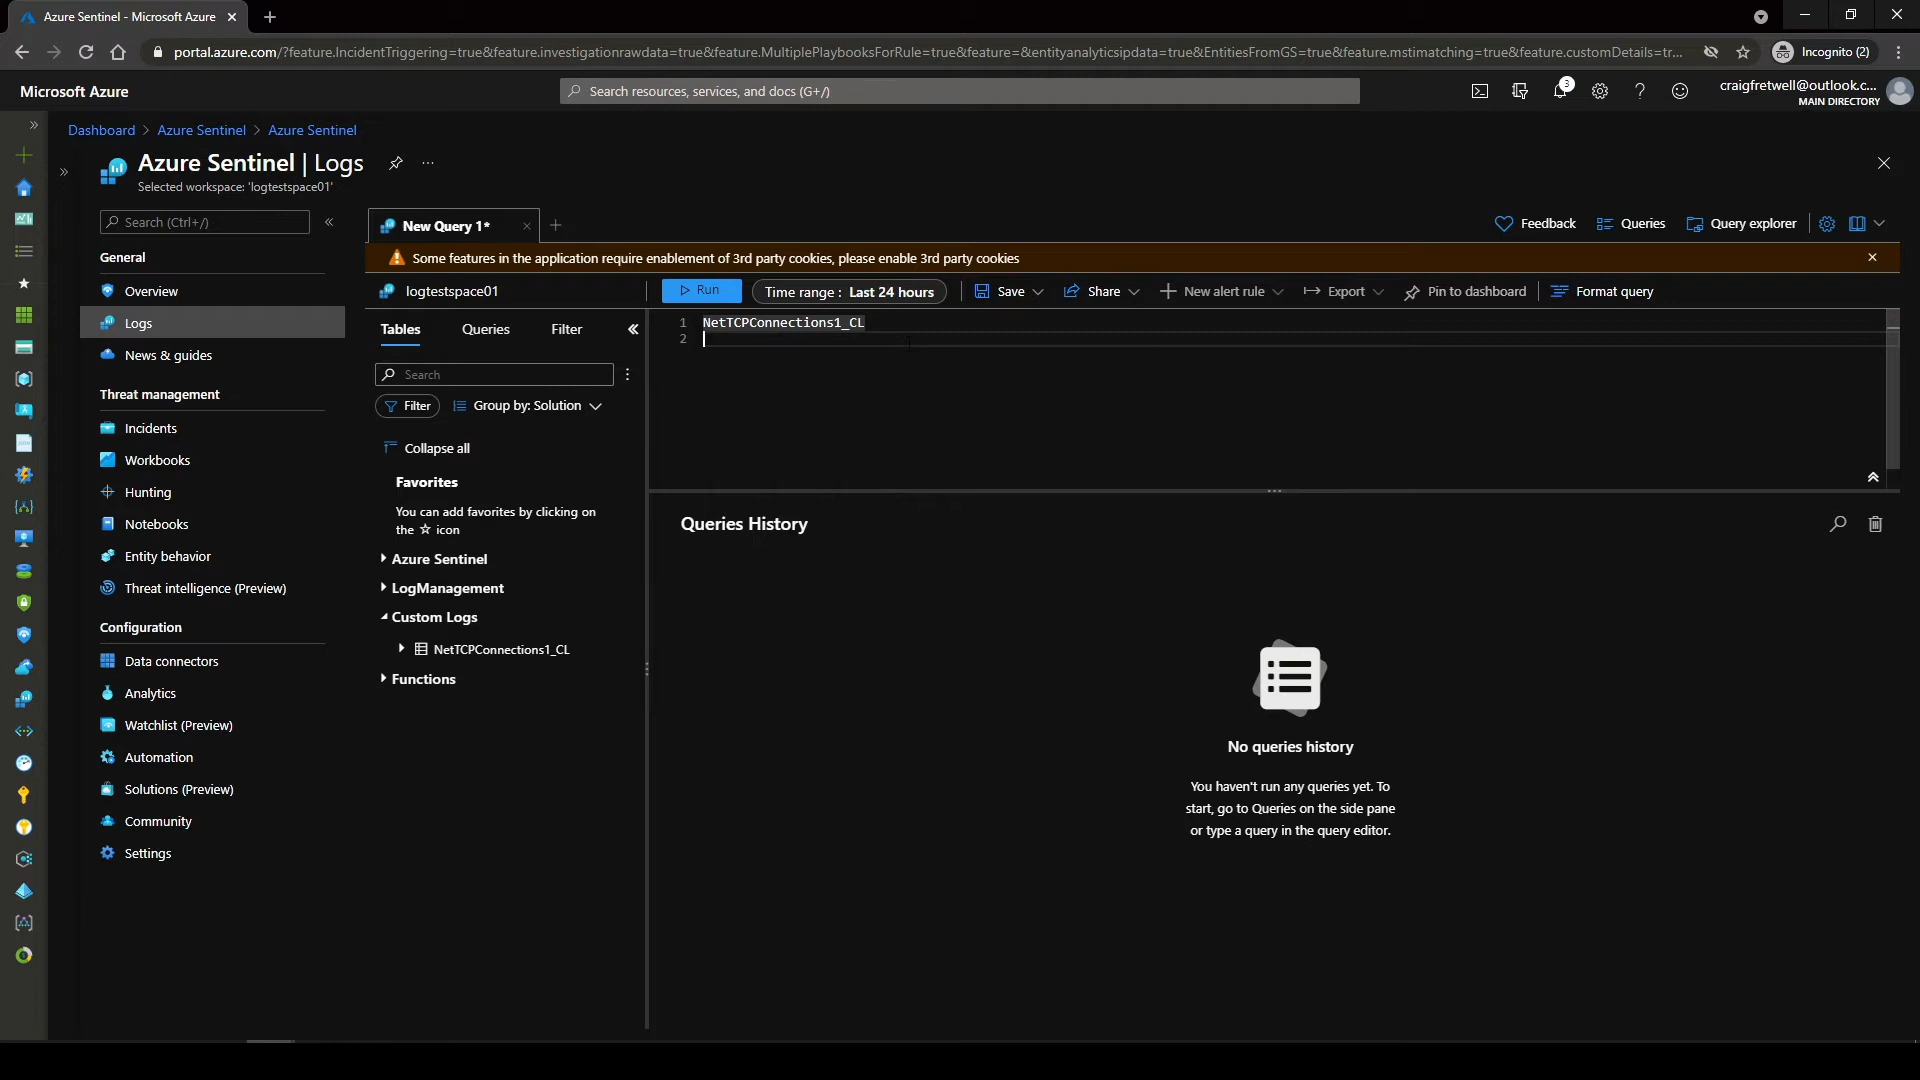 Azure Sentinel - Microsoft Azure
portal.azure.com/?feature.IncidentTriggering=true&feature.investigationrawdata=true&feature.MultiplePlaybooksForRule=true&feature=&entityanalyticsipdata=true&EntitiesFromGS=true&feature.mstimatching=true&feature.customDetails=tr...
Incognito (2)
Microsoft Azure
Search resources, services, and docs (G+/)
3
craigfretwell@outlook.c...
MAIN DIRECTORY
Dashboard > Azure Sentinel > Azure Sentinel
Azure Sentinel | Logs
Selected workspace: 'logtestspace01'
Search (Ctrl+/)
General
Overview
Logs
News & guides
Threat management
Incidents
Workbooks
Hunting
Notebooks
Entity behavior
Threat intelligence (Preview)
Configuration
Data connectors
Analytics
Watchlist (Preview)
Automation
Solutions (Preview)
Community
Settings
New Query 1*
Feedback
Queries
Query explorer
Some features in the application require enablement of 3rd party cookies, please enable 3rd party cookies
logtestspace01
Run
Time range : Last 24 hours
Save
Share
New alert rule
Export
Pin to dashboard
Format query
Tables
Queries
Filter
Search
Filter
Group by: Solution
Collapse all
Favorites
You can add favorites by clicking on
the ☆ icon
Azure Sentinel
LogManagement
Custom Logs
NetTCPConnections1_CL
Functions
1 NetTCPConnections1_CL
2
Queries History
No queries history
You haven't run any queries yet. To
start, go to Queries on the side pane
or type a query in the query editor.